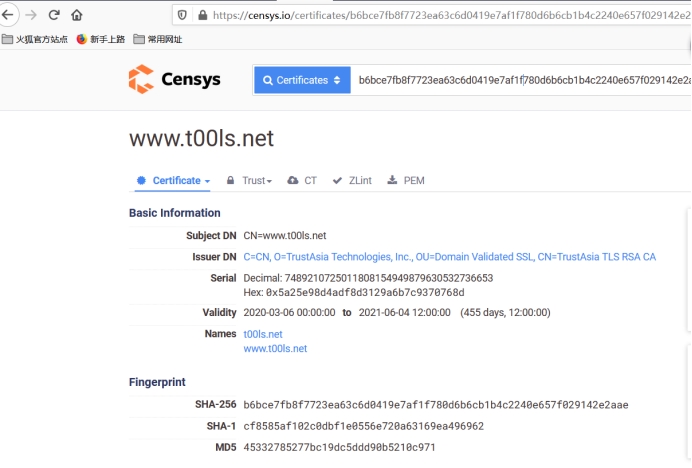 https://censys.io/certificates/b6bce7fb8f7723ea63c6d0419e7af1f780d6b6cb1b4c2240e657f029142e2
火狐官方站点 新手上路 常用网址
Censys Certificates b6bce7fb8f7723ea63c6d0419e7af1f780d6b6cb1b4c2240e657f029142e2a
www.t00ls.net
Certificate Trust CT ZLint PEM
Basic Information
Subject DN CN=www.t00ls.net
Issuer DN C=CN, O=TrustAsia Technologies, Inc., OU=Domain Validated SSL, CN=TrustAsia TLS RSA CA
Serial Decimal: 7489210725011808154949879630532736653
Hex: 0x5a25e98d4adf8d3129a6b7c9370768d
Validity 2020-03-06 00:00:00 to 2021-06-04 12:00:00 (455 days, 12:00:00)
Names t00ls.net
www.t00ls.net
Fingerprint
SHA-256 b6bce7fb8f7723ea63c6d0419e7af1f780d6b6cb1b4c2240e657f029142e2aae
SHA-1 cf8585af102c0dbf1e0556e720a63169ea496962
MD5 45332785277bc19dc5ddd90b5210c971